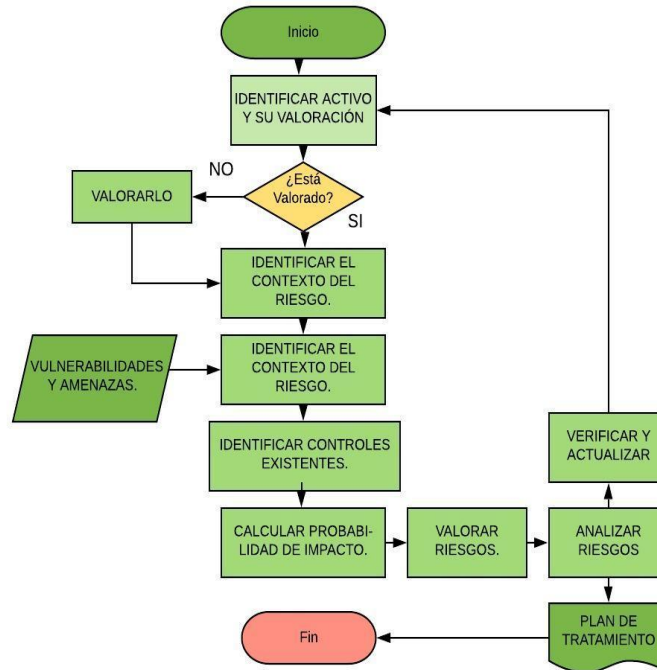 Inicio
IDENTIFICAR ACTIVO
Y SU VALORACIÓN
¿Está
Valorado?
NO
SI
VALORARLO
IDENTIFICAR EL
CONTEXTO DEL
RIESGO.
VULNERABILIDADES
Y AMENAZAS.
IDENTIFICAR EL
CONTEXTO DEL
RIESGO.
IDENTIFICAR CONTROLES
EXISTENTES.
CALCULAR PROBABI-
LIDAD DE IMPACTO.
VALORAR
RIESGOS.
ANALIZAR
RIESGOS
VERIFICAR Y
ACTUALIZAR
PLAN DE
TRATAMIENTO
Fin